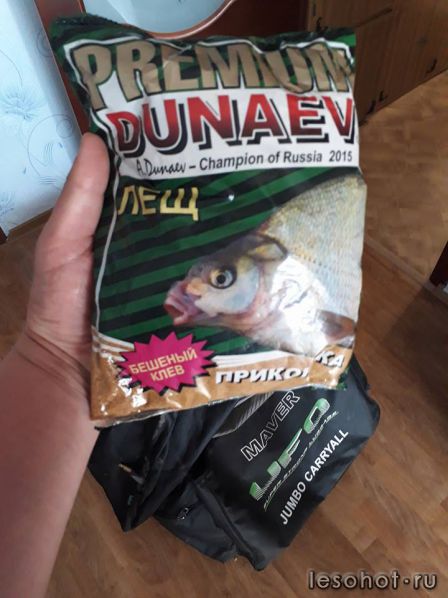 PREMIUM
DUNAEV
A. Dunaev – Champion of Russia 2015
ЛЕЩ
БЕШЕНЫЙ
КЛЕВ
ПРИКОРМКА
MAVER
UFO
JUMBO CARRYALL
lesohot.ru